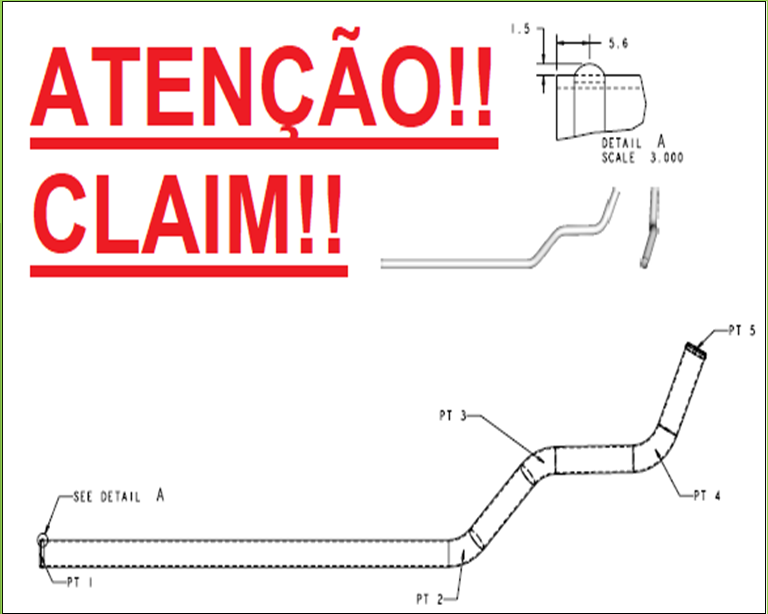 ATENÇÃO!!
CLAIM!!
1.5
5.6
DETAIL A
SCALE 3.000
PT 5
PT 3
PT 4
SEE DETAIL A
PT 1
PT 2